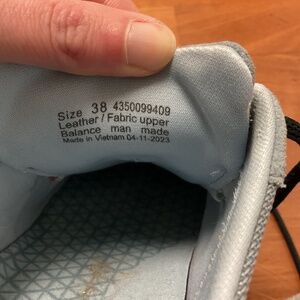 Size 38 4350099409
Leather / Fabric upper
Balance man made
Made in Vietnam 04-11-2023